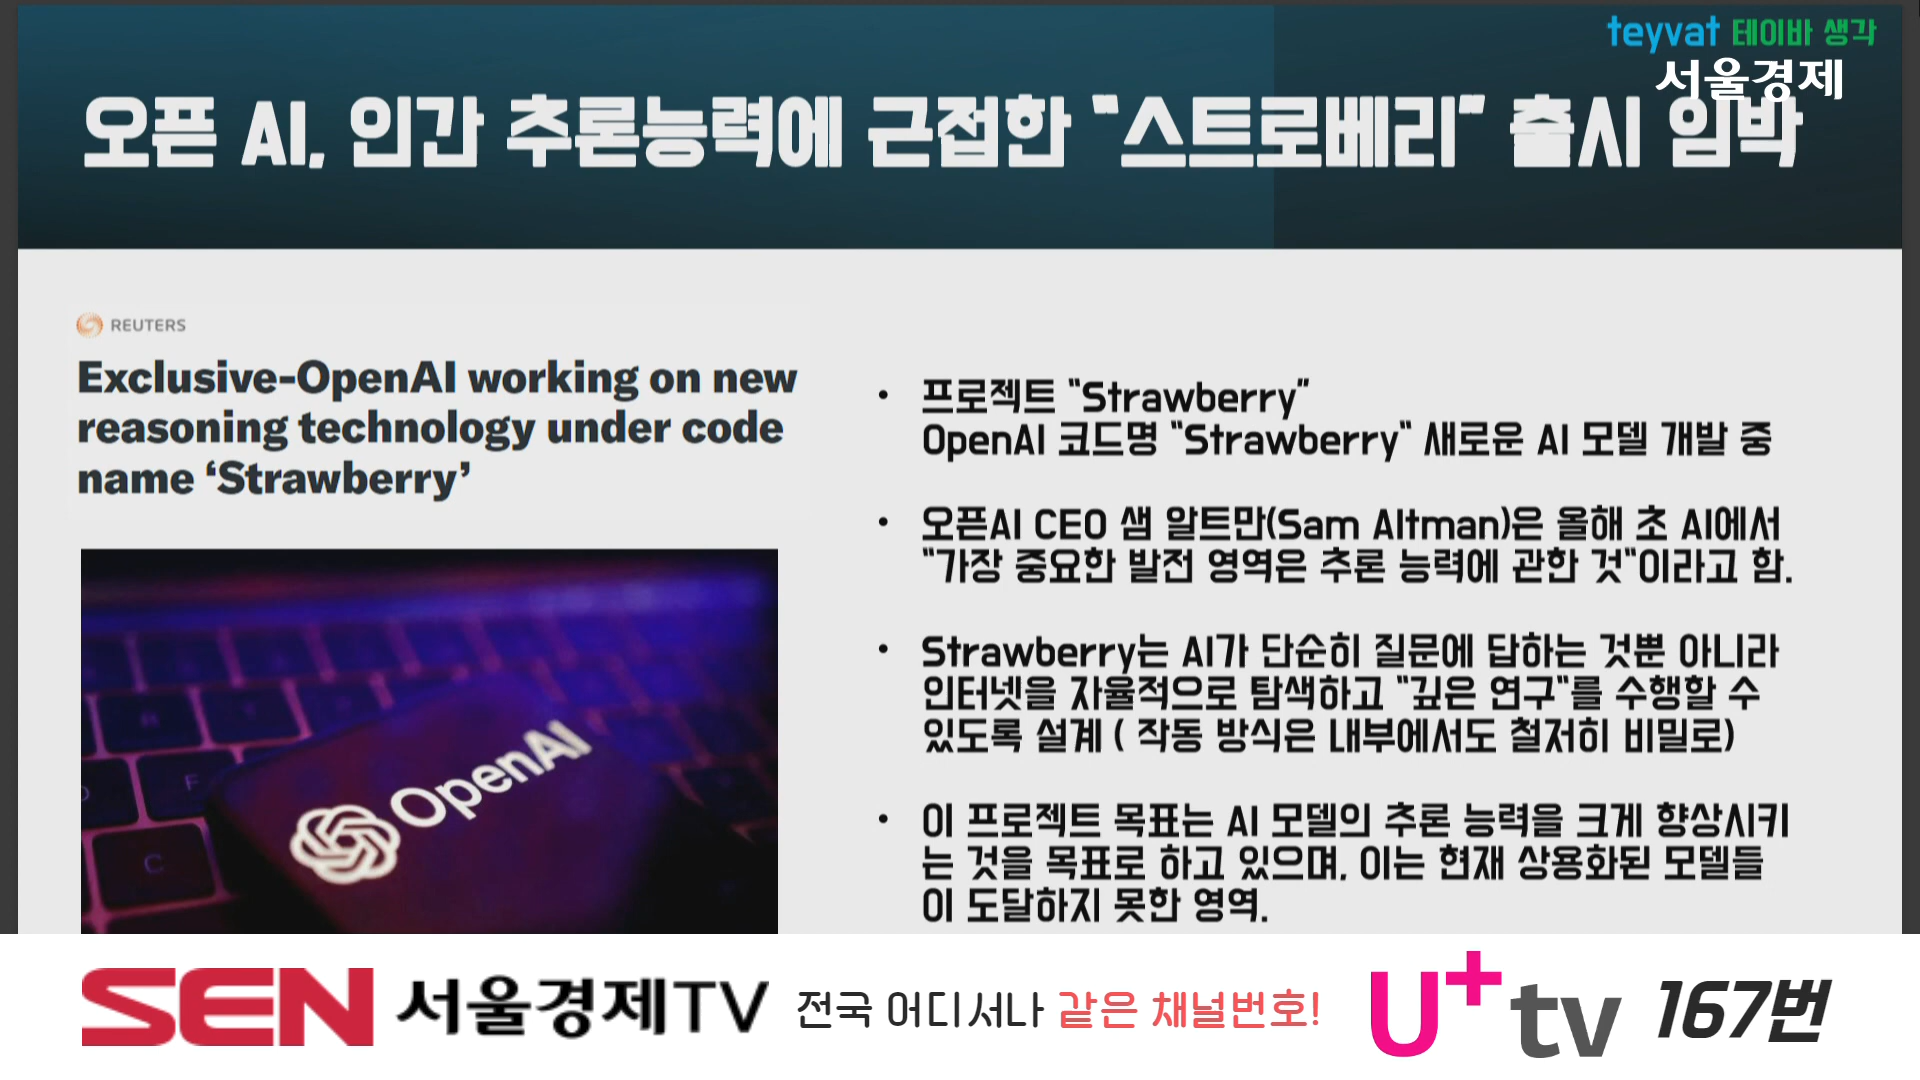 teyvat 테이바 생각
서울경제
오픈 AI, 인간 추론능력에 근접한 "스트로베리" 출시 임박
REUTERS
Exclusive-OpenAI working on new
reasoning technology under code
name ‘Strawberry’
• 프로젝트 "Strawberry"
OpenAI 코드명 "Strawberry" 새로운 AI 모델 개발 중
• 오픈AI CEO 샘 알트만(Sam Altman)은 올해 초 AI에서
"가장 중요한 발전 영역은 추론 능력에 관한 것"이라고 함.
• Strawberry는 AI가 단순히 질문에 답하는 것뿐 아니라
인터넷을 자율적으로 탐색하고 "깊은 연구"를 수행할 수
있도록 설계 ( 작동 방식은 내부에서도 철저히 비밀로)
• 이 프로젝트 목표는 AI 모델의 추론 능력을 크게 향상시키
는 것을 목표로 하고 있으며, 이는 현재 상용화된 모델들
이 도달하지 못한 영역.
OpenAI
F
C
SEN 서울경제TV 전국 어디서나 같은 채널번호! U+tv 167번